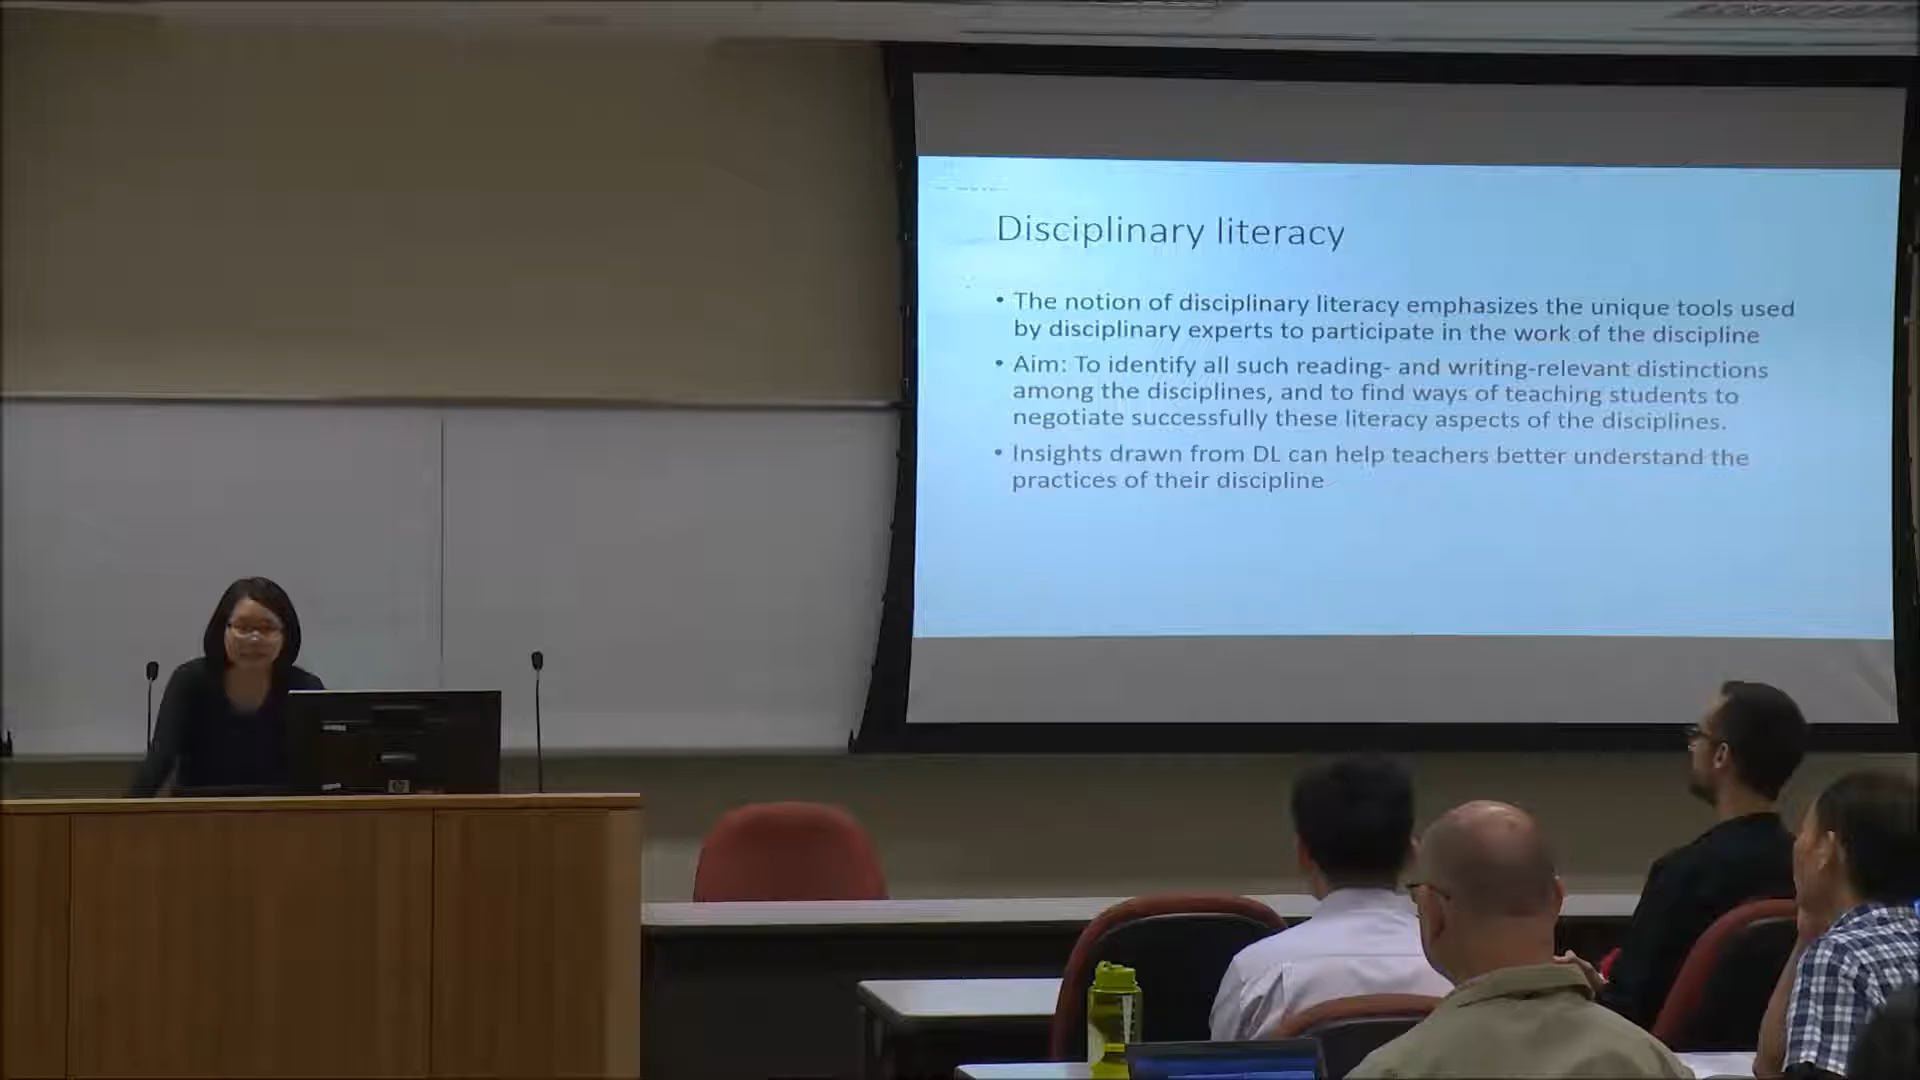 Disciplinary literacy
• The notion of disciplinary literacy emphasizes the unique tools used
by disciplinary experts to participate in the work of the discipline
• Aim: To identify all such reading- and writing-relevant distinctions
among the disciplines, and to find ways of teaching students to
negotiate successfully these literacy aspects of the disciplines.
• Insights drawn from DL can help teachers better understand the
practices of their discipline
hp